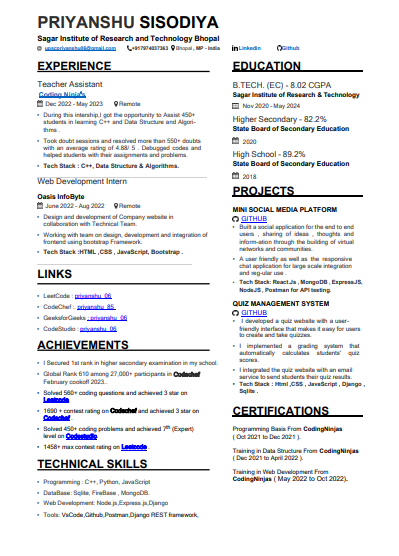 PRIYANSHU SISODIYA
Sagar Institute of Research and Technology Bhopal
upscpriyanshu06@gmail.com +917974037363 Bhopal , MP - India Linkedin Github
EXPERIENCE
Teacher Assistant
Coding Ninjas
Dec 2022 - May 2023 Remote
• During this intership,I got the opportunity to Assist 450+
students in learning C++ and Data Structure and Algori-
thms .
• Took doubt sessions and resolved more than 550+ doubts
with an average rating of 4.88/ 5 . Debugged codes and
helped students with their assignments and problems.
• Tech Stack : C++, Data Structure & Algorithms.
Web Development Intern
Oasis InfoByte
June 2022 - Aug 2022 Remote
• Design and development of Company website in
collaboration with Technical Team.
• Working with team on design, development and integration of
frontend using bootstrap Framework.
• Tech Stack :HTML ,CSS , JavaScript, Bootstrap .
LINKS
• LeetCode : priyanshu_06
• CodeChef : priyanshu_85
• GeeksforGeeks : priyanshu_06
• CodeStudio : priyanshu_06
ACHIEVEMENTS
• I Secured 1st rank in higher secondary examination in my school.
• Global Rank 610 among 27,000+ participants in Codechef
February cookoff 2023..
• Solved 560+ coding questions and achieved 3 star on
Leetcode .
• 1690 + contest rating on Codechef and achieved 3 star on
Codechef .
• Solved 450+ coding problems and achieved 7th (Expert)
level on Codestudio .
• 1458+ max contest rating on Leetcode .
TECHNICAL SKILLS
• Programming : C++, Python, JavaScript
• DataBase: Sqlite, FireBase , MongoDB.
• Web Development: Node.js,Express.js,Django
• Tools: VsCode,Github,Postman,Django REST framework,
EDUCATION
B.TECH. (EC) - 8.02 CGPA
Sagar Institute of Research & Technology
Nov 2020 - May 2024
Higher Secondary - 82.2%
State Board of Secondary Education
2020
High School - 89.2%
State Board of Secondary Education
2018
PROJECTS
MINI SOCIAL MEDIA PLATFORM
GITHUB
• Built a social application for the end to end
users , sharing of ideas , thoughts and
inform-ation through the building of virtual
networks and communities.
• A user friendly as well as the responsive
chat application for large scale integration
and reg-ular use .
• Tech Stack: React.Js , MongoDB , ExpressJS,
NodeJS , Postman for API testing.
QUIZ MANAGEMENT SYSTEM
GITHUB
• I developed a quiz website with a user-
friendly interface that makes it easy for users
to create and take quizzes.
• I implemented a grading system that
automatically calculates students' quiz
scores.
• I integrated the quiz website with an email
service to send students their quiz results.
• Tech Stack : Html ,CSS , JavaScript , Django ,
Sqlite .
CERTIFICATIONS
Programming Basis From CodingNinjas
( Oct 2021 to Dec 2021 ).
Training in Data Structure From CodingNinjas
( Dec 2021 to April 2022 ).
Training in Web Development From
CodingNinjas ( May 2022 to Oct 2022).